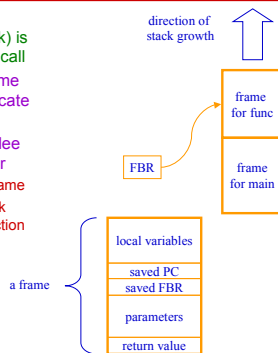 direction of
stack growth
k) is
call
me
cate
lee
r
ame
k
ction
frame
for func
FBR
frame
for main
local variables
saved PC
saved FBR
a frame
parameters
return value